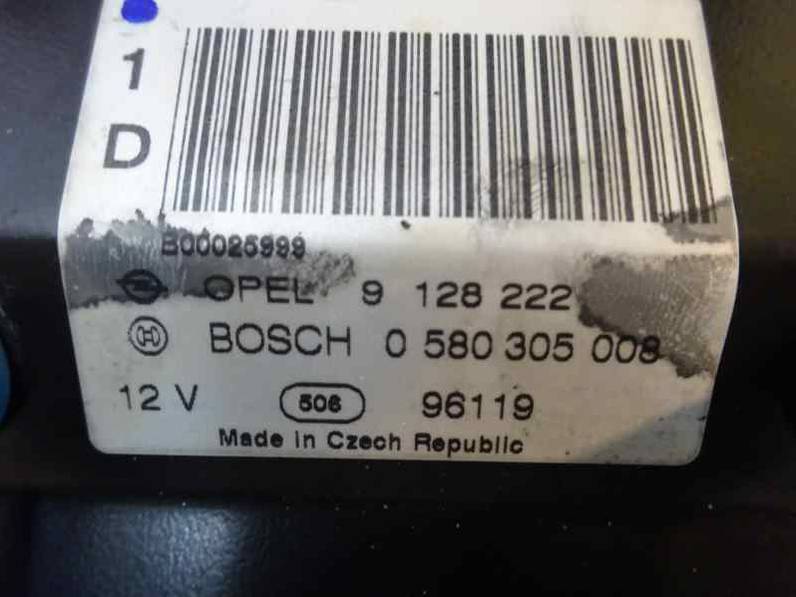 1
D
B00025999
OPEL 9 128 222
BOSCH 0 580 305 008
12 V 506 96119
Made in Czech Republic